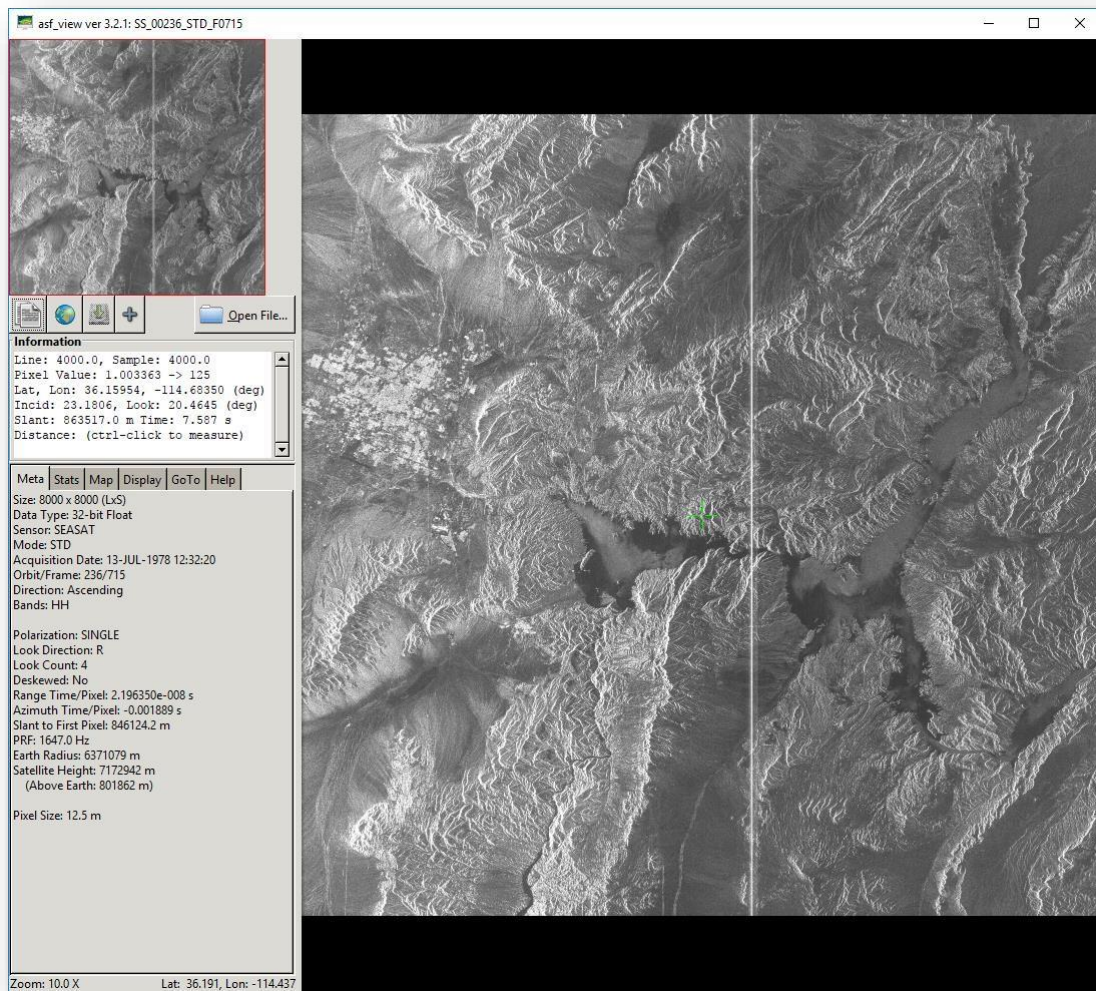 asf_view ver 3.2.1: SS_00236_STD_F0715
Open File...
Information
Line: 4000.0, Sample: 4000.0
Pixel Value: 1.003363 -> 125
Lat, Lon: 36.15954, -114.68350 (deg)
Incid: 23.1806, Look: 20.4645 (deg)
Slant: 863517.0 m Time: 7.587 s
Distance: (ctrl-click to measure)
Meta Stats Map Display GoTo Help
Size: 8000 x 8000 (LxS)
Data Type: 32-bit Float
Sensor: SEASAT
Mode: STD
Acquisition Date: 13-JUL-1978 12:32:20
Orbit/Frame: 236/715
Direction: Ascending
Bands: HH
Polarization: SINGLE
Look Direction: R
Look Count: 4
Deskewed: No
Range Time/Pixel: 2.196350e-008 s
Azimuth Time/Pixel: -0.001889 s
Slant to First Pixel: 846124.2 m
PRF: 1647.0 Hz
Earth Radius: 6371079 m
Satellite Height: 7172942 m
(Above Earth: 801862 m)
Pixel Size: 12.5 m
Zoom: 10.0 X Lat: 36.191, Lon: -114.437